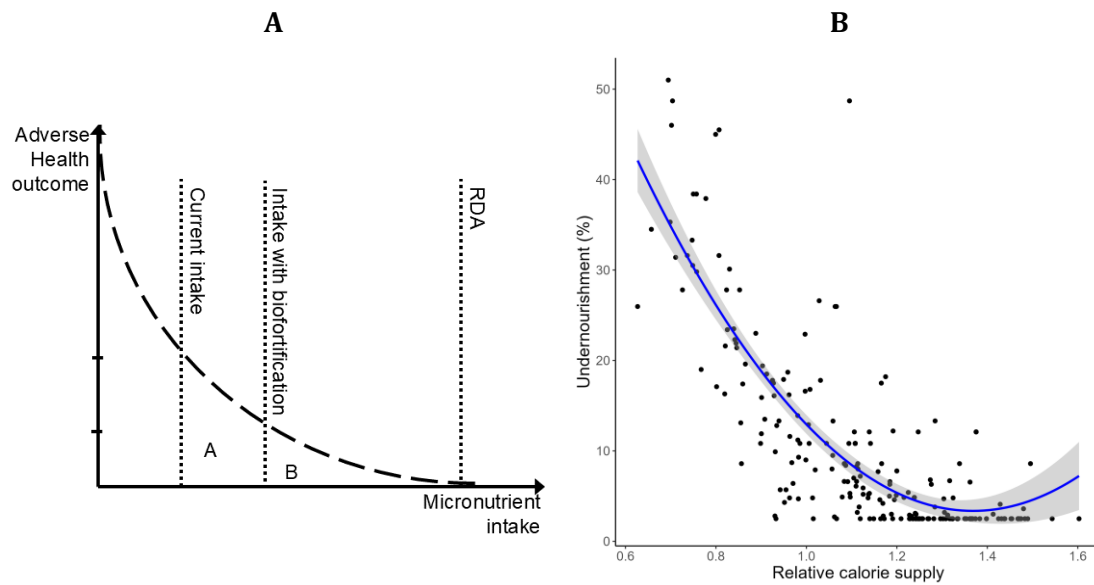 A
B
Adverse
Health
outcome
Current intake
Intake with biofortification
RDA
A
B
Micronutrient
intake
Undernourishment (%)
50
40
30
20
10
0
0.6
0.8
1.0
1.2
1.4
1.6
Relative calorie supply